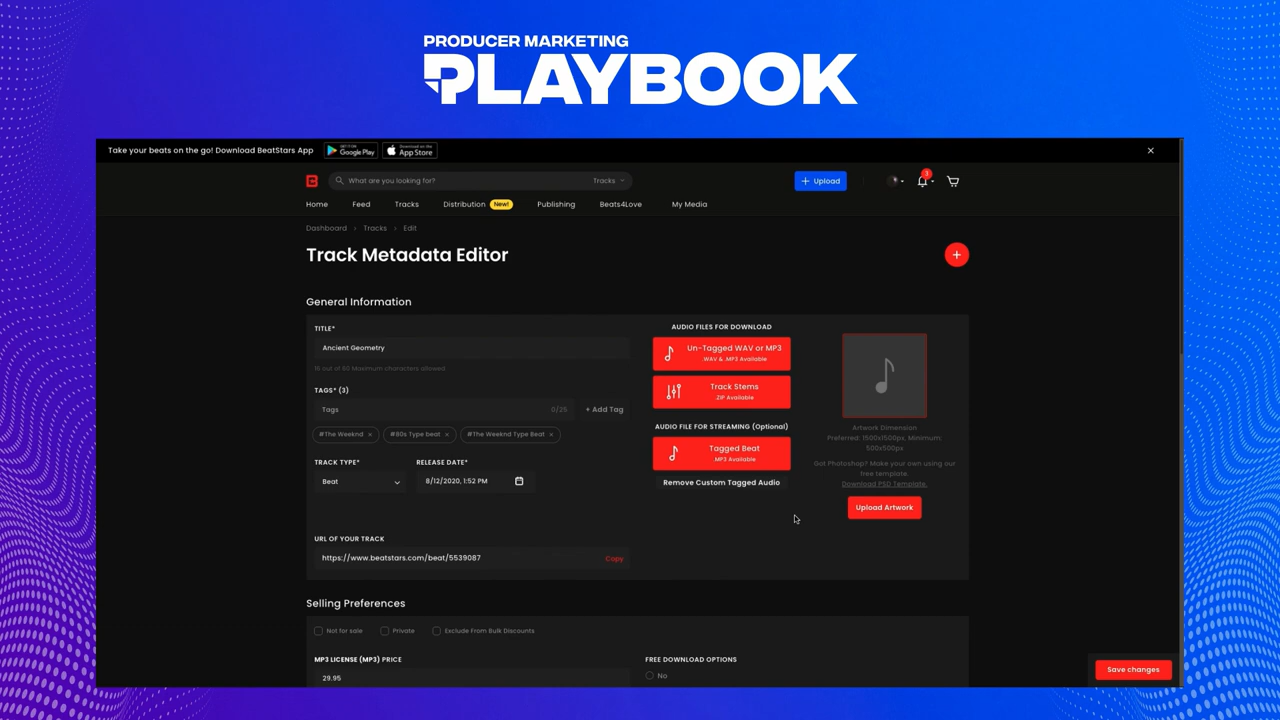 PRODUCER MARKETING
PLAYBOOK
Take your beats on the go! Download BeatStars App
GET IT ON
Google Play
Download on the
App Store
What are you looking for?
Tracks
+ Upload
3
Home
Feed
Tracks
Distribution
New!
Publishing
Beats4Love
My Media
Dashboard > Tracks > Edit
Track Metadata Editor
+
General Information
TITLE*
Ancient Geometry
16 out of 60 Maximum characters allowed
TAGS* (3)
Tags
0/25
+ Add Tag
#The Weeknd ×
#80s Type beat ×
#The Weeknd Type Beat ×
TRACK TYPE*
Beat
RELEASE DATE*
8/12/2020, 1:52 PM
URL OF YOUR TRACK
https://www.beatstars.com/beat/5539087
Copy
AUDIO FILES FOR DOWNLOAD
Un-Tagged WAV or MP3
.WAV & .MP3 Available
Track Stems
.ZIP Available
AUDIO FILE FOR STREAMING (Optional)
Tagged Beat
.MP3 Available
Remove Custom Tagged Audio
Artwork Dimension
Preferred: 1500x1500px, Minimum:
500x500px
Got Photoshop? Make your own using our
free template.
Download PSD Template.
Upload Artwork
Selling Preferences
Not for sale
Private
Exclude From Bulk Discounts
MP3 LICENSE (MP3) PRICE
29.95
FREE DOWNLOAD OPTIONS
No
Save changes